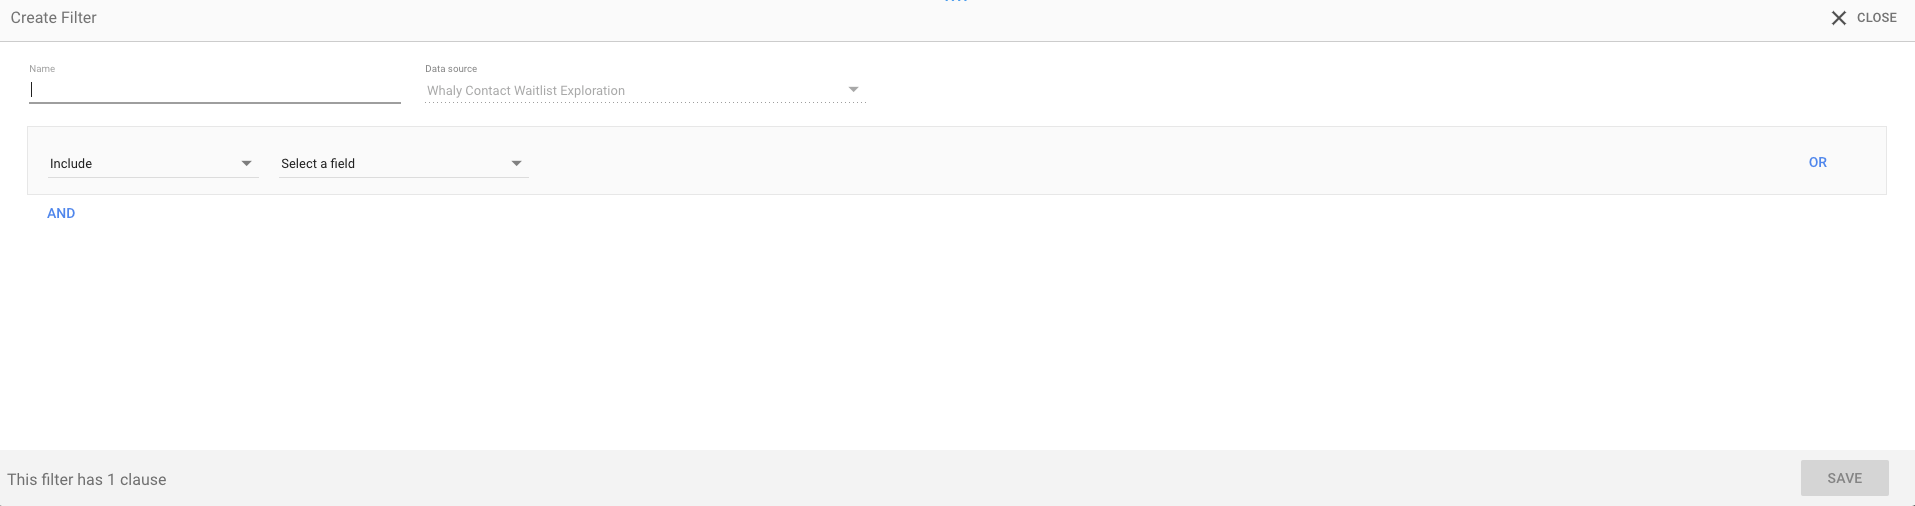 Create Filter
CLOSE
Name
Data source
Whaly Contact Waitlist Exploration
Include
Select a field
OR
AND
This filter has 1 clause
SAVE